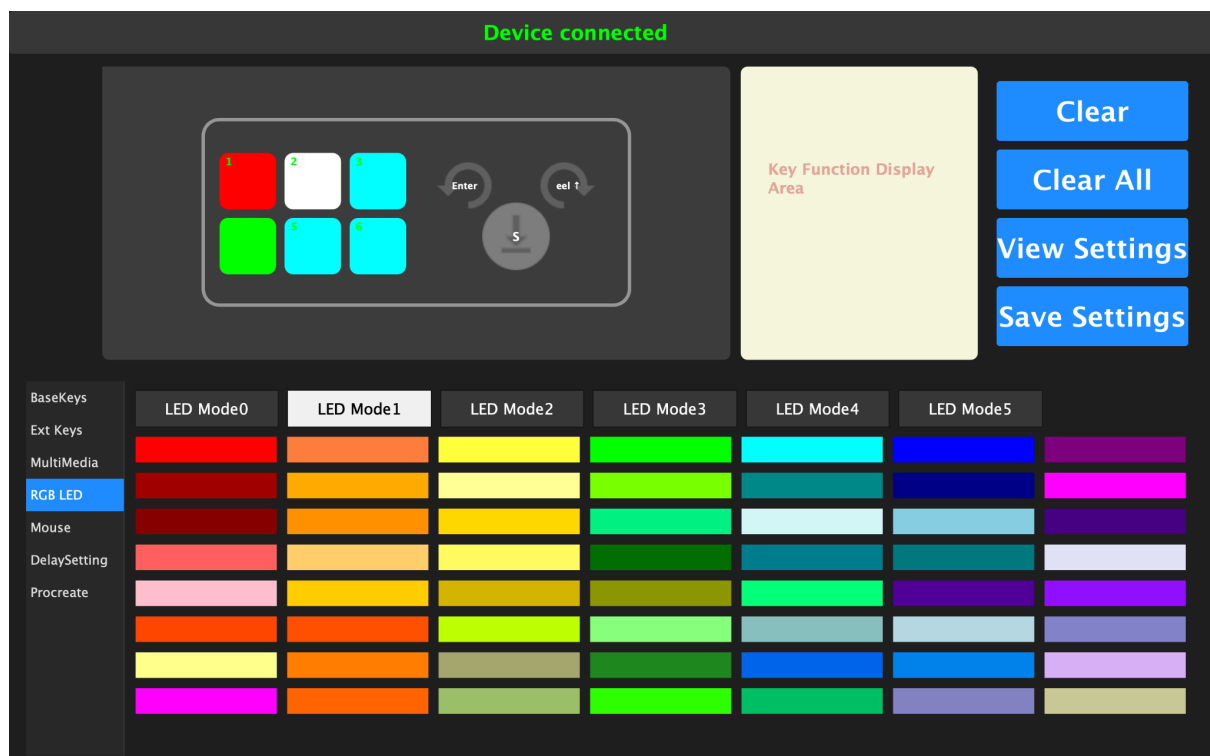 Device connected
1
2
3
5
6
Enter
eel ↑
S
Key Function Display
Area
Clear
Clear All
View Settings
Save Settings
BaseKeys
Ext Keys
MultiMedia
RGB LED
Mouse
DelaySetting
Procreate
LED Mode0
LED Mode1
LED Mode2
LED Mode3
LED Mode4
LED Mode5